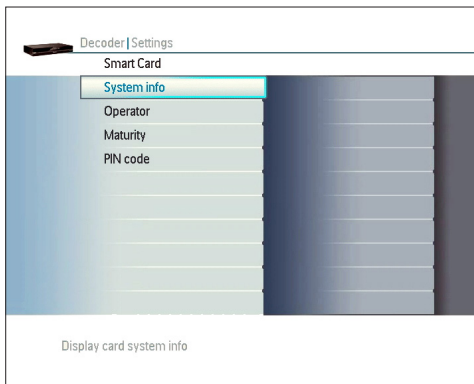 Decoder|Settings
Smart Card
System info
Operator
Maturity
PIN code
Display card system info